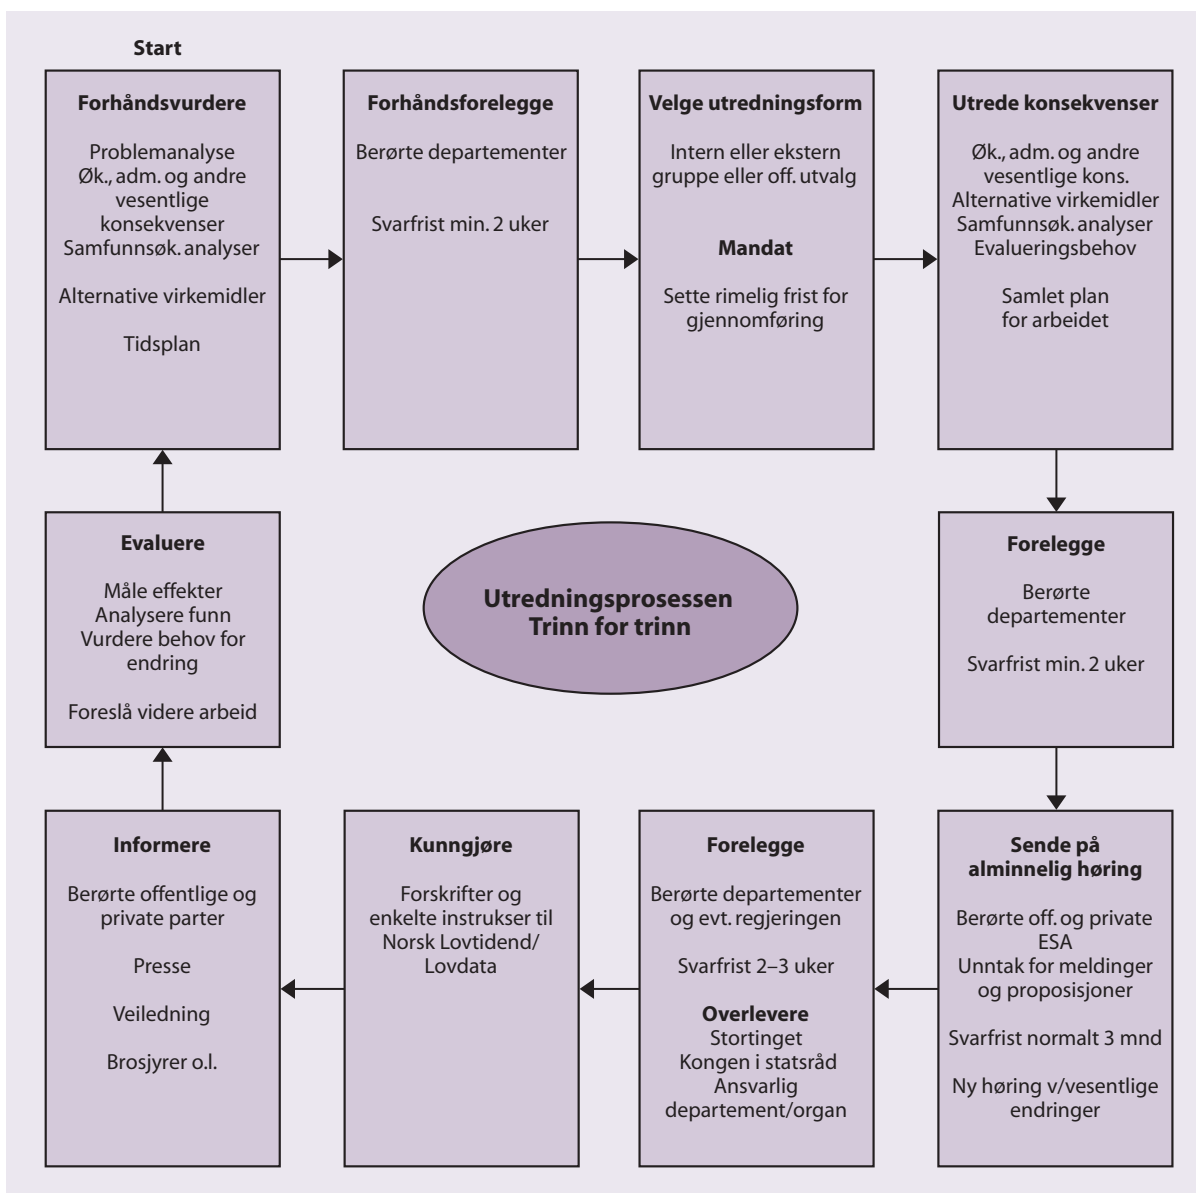 Start
Forhåndsvurdere
Problemanalyse
Øk., adm. og andre
vesentlige
konsekvenser
Samfunnsøk. analyser
Alternative virkemidler
Tidsplan
Forhåndsforelegge
Berørte departementer
Svarfrist min. 2 uker
Velge utredningsform
Intern eller ekstern
gruppe eller off. utvalg
Mandat
Sette rimelig frist for
gjennomføring
Utrede konsekvenser
Øk., adm. og andre
vesentlige kons.
Alternative virkemidler
Samfunnsøk. analyser
Evalueringsbehov
Samlet plan
for arbeidet
Forelegge
Berørte
departementer
Svarfrist min. 2 uker
Sende på
alminnelig høring
Berørte off. og private
ESA
Unntak for meldinger
og proposisjoner
Svarfrist normalt 3 mnd
Ny høring v/vesentlige
endringer
Forelegge
Berørte departementer
og evt. regjeringen
Svarfrist 2–3 uker
Overlevere
Stortinget
Kongen i statsråd
Ansvarlig
departement/organ
Kunngjøre
Forskrifter og
enkelte instrukser til
Norsk Lovtidend/
Lovdata
Informere
Berørte offentlige og
private parter
Presse
Veiledning
Brosjyrer o.l.
Evaluere
Måle effekter
Analysere funn
Vurdere behov for
endring
Foreslå videre arbeid
Utredningsprosessen
Trinn for trinn